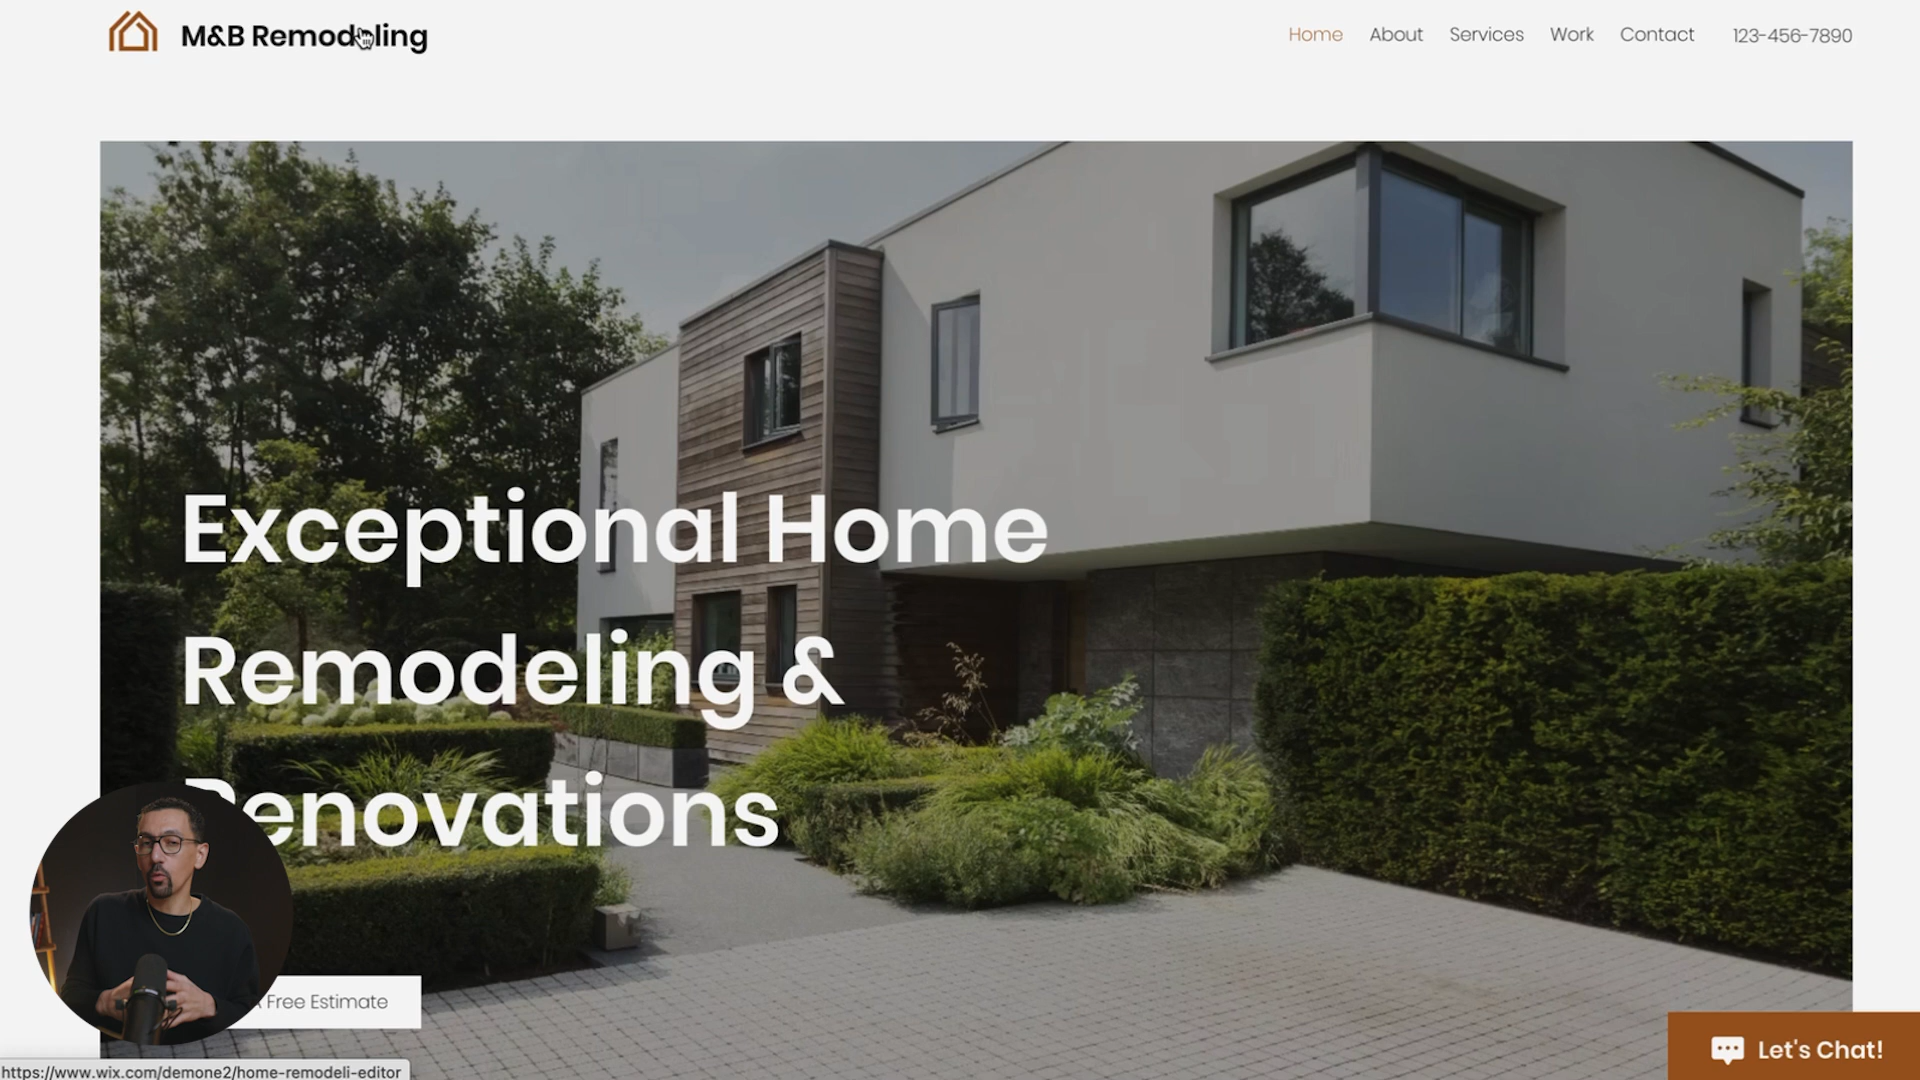 M&B Remodeling
Home About Services Work Contact 123-456-7890
Exceptional Home
Remodeling &
Renovations
A Free Estimate
Let's Chat!
https://www.wix.com/demone2/home-remodeli-editor